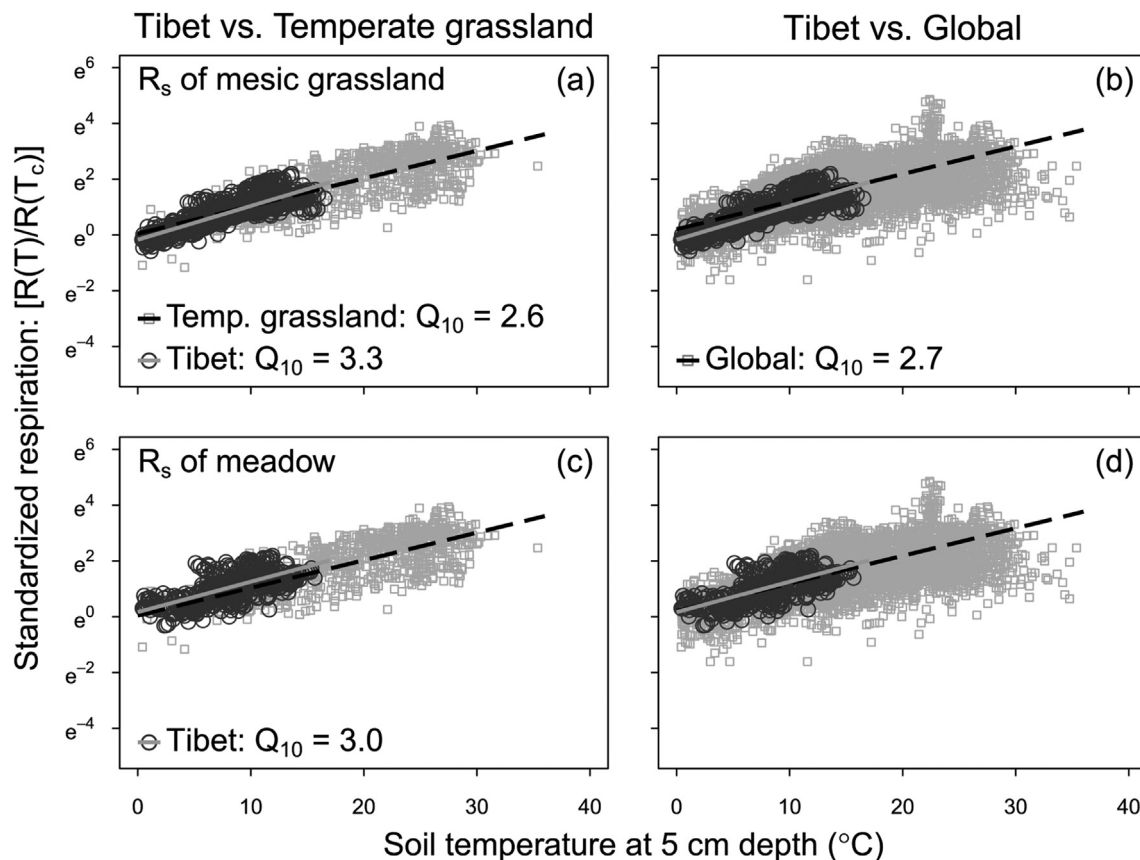 Tibet vs. Temperate grassland
Tibet vs. Global
Standardized respiration: [R(T)/R(T_c)]
e⁶
e⁴
e²
e⁰
e⁻²
e⁻⁴
R_s of mesic grassland
(a)
Temp. grassland: Q₁₀ = 2.6
Tibet: Q₁₀ = 3.3
(b)
Global: Q₁₀ = 2.7
e⁶
e⁴
e²
e⁰
e⁻²
e⁻⁴
R_s of meadow
(c)
Tibet: Q₁₀ = 3.0
(d)
0 10 20 30 40
0 10 20 30 40
Soil temperature at 5 cm depth (°C)